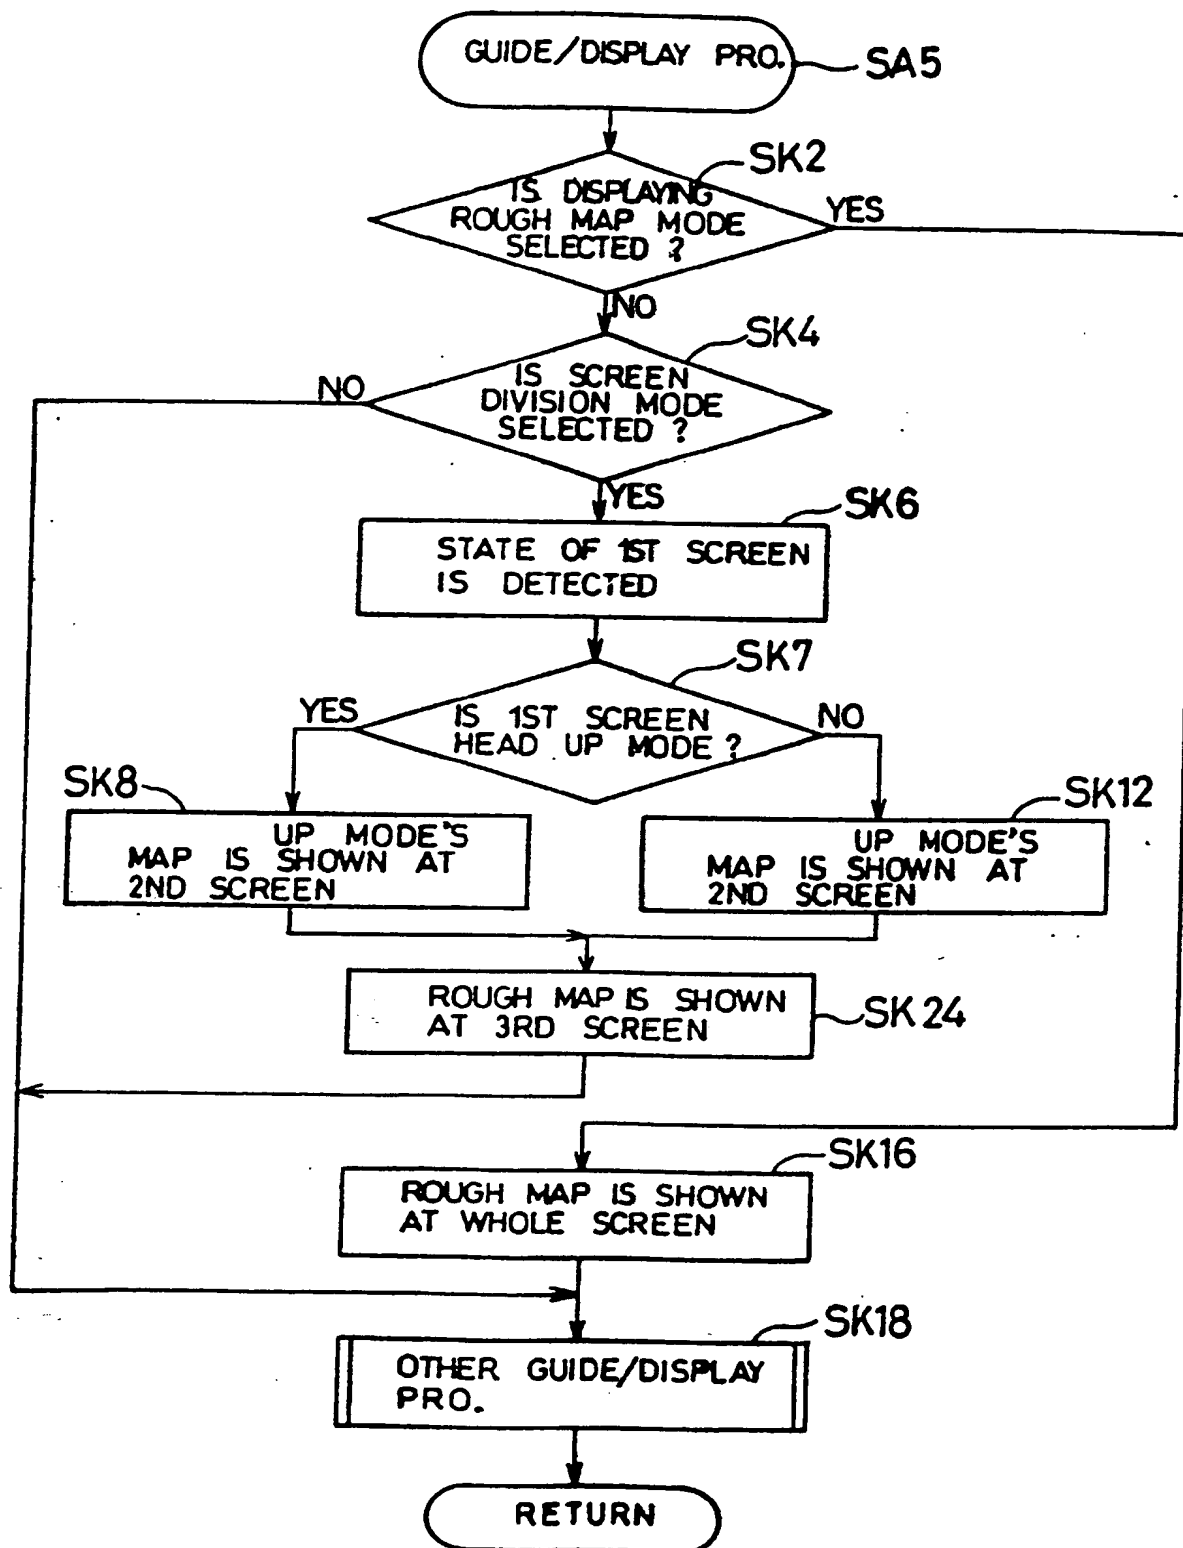 GUIDE/DISPLAY PRO.
SA5
SK2
IS DISPLAYING
ROUGH MAP MODE
SELECTED ?
YES
NO
SK4
IS SCREEN
DIVISION MODE
SELECTED ?
NO
YES
SK6
STATE OF 1ST SCREEN
IS DETECTED
SK7
IS 1ST SCREEN
HEAD UP MODE ?
YES
NO
SK8
UP MODE'S
MAP IS SHOWN AT
2ND SCREEN
SK12
UP MODE'S
MAP IS SHOWN AT
2ND SCREEN
ROUGH MAP IS SHOWN
AT 3RD SCREEN
SK24
SK16
ROUGH MAP IS SHOWN
AT WHOLE SCREEN
SK18
OTHER GUIDE/DISPLAY
PRO.
RETURN